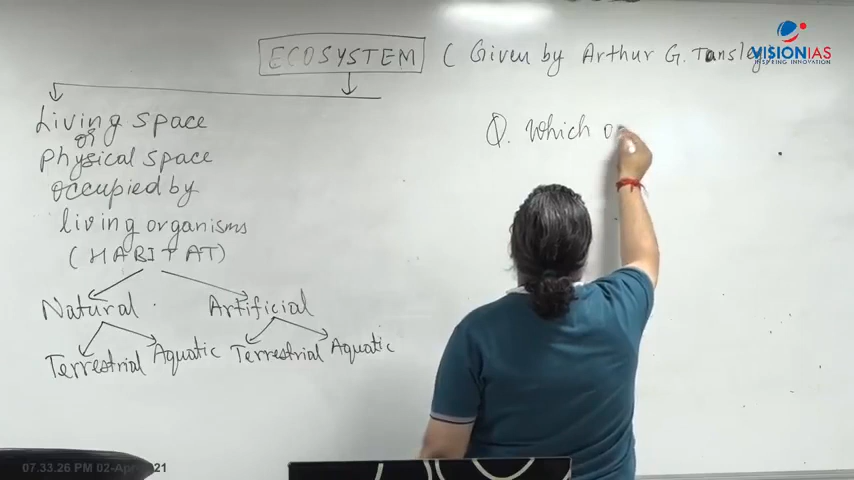 ECOSYSTEM ( Given by Arthur G. Tansley
VISIONIAS
INSPIRING INNOVATION
Living space
or
Physical space
occupied by
living organisms
(HABITAT)
Q. Which o
Natural Artificial
Terrestrial Aquatic Terrestrial Aquatic
07.33.26 PM 02-Apr 21